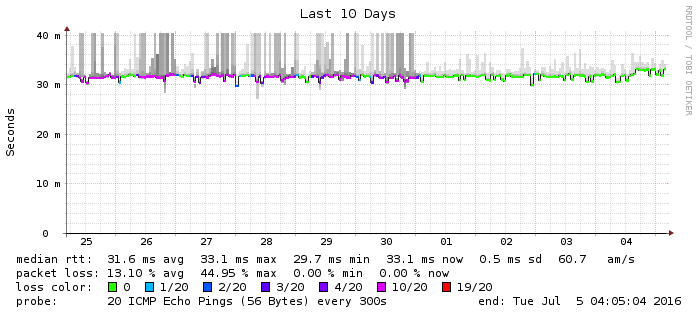 Last 10 Days
RRDTOOL / TOBI OETIKER
Seconds
40 m
30 m
20 m
10 m
0
25 26 27 28 29 30 01 02 03 04
median rtt: 31.6 ms avg 33.1 ms max 29.7 ms min 33.1 ms now 0.5 ms sd 60.7 am/s
packet loss: 13.10 % avg 44.95 % max 0.00 % min 0.00 % now
loss color: 0 1/20 2/20 3/20 4/20 10/20 19/20
probe: 20 ICMP Echo Pings (56 Bytes) every 300s end: Tue Jul 5 04:05:04 2016